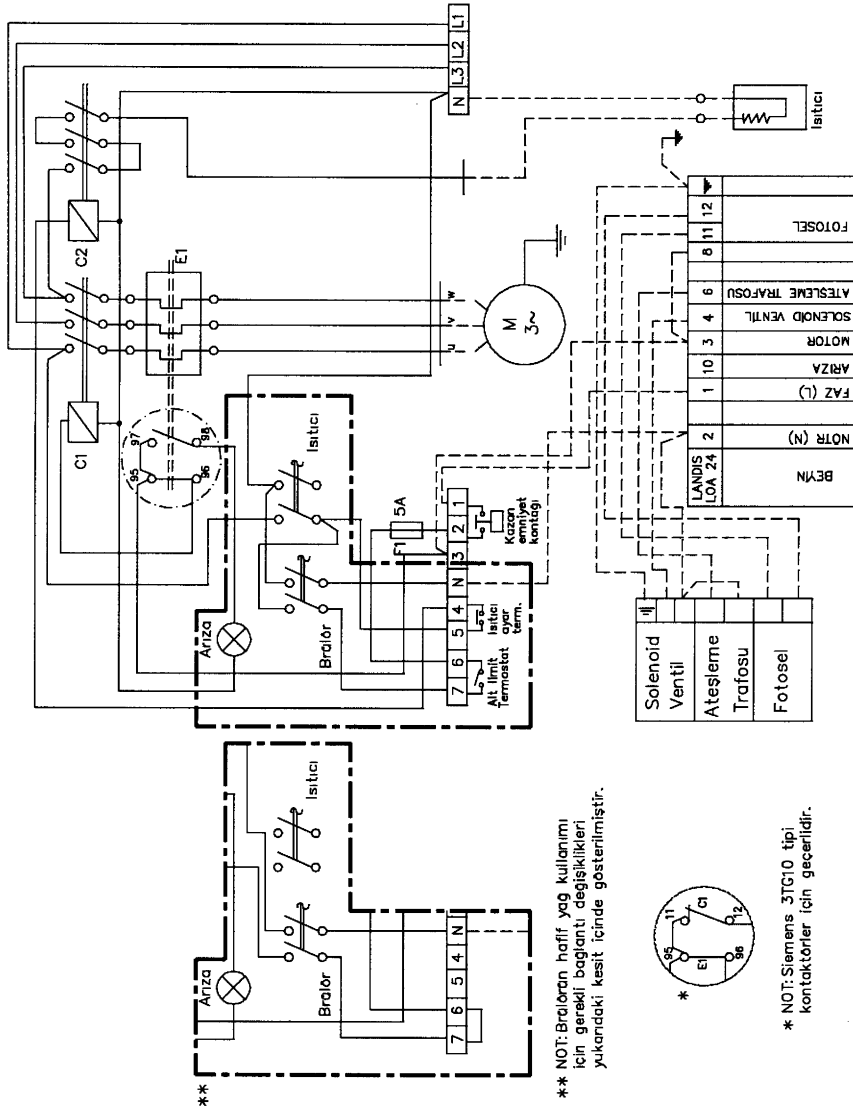 L1
L2
L3
N
C2
C1
E1
97
98
95
96
u
v
w
M
3~
Isıtıcı
Arıza
Isıtıcı
Brülör
F1
5A
7
6
5
4
N
3
2
1
Alt limit
Termostat
Isıtıcı
ayar
term.
Kazan
emniyet
kontağı
**
Arıza
Isıtıcı
Brülör
7
6
5
4
N
** NOT: Brülörün hafif yağ kullanımı
için gerekli bağlantı değişiklikleri
yukarıdaki kesit içinde gösterilmiştir.
*
95
11
E1
C1
96
12
* NOT: Siemens 3TG10 tipi
kontaktörler için geçerlidir.
Solenoid
Ventil
Ateşleme
Trafosu
Fotosel
LANDIS
LOA 24
BEYİN
2
NÖTR (N)
1
FAZ (L)
10
ARIZA
3
MOTOR
4
SOLENOİD VENTİL
6
ATEŞLEME TRAFOSU
8
11
12
FOTOSEL